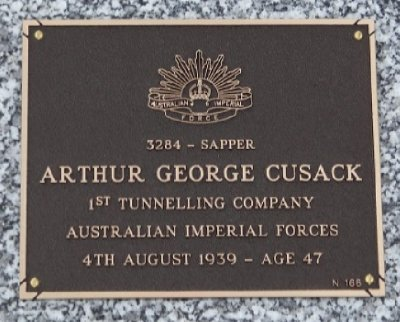 AUSTRALIAN IMPERIAL
FORCE
3284 – SAPPER
ARTHUR GEORGE CUSACK
1ST TUNNELLING COMPANY
AUSTRALIAN IMPERIAL FORCES
4TH AUGUST 1939 – AGE 47
N 166